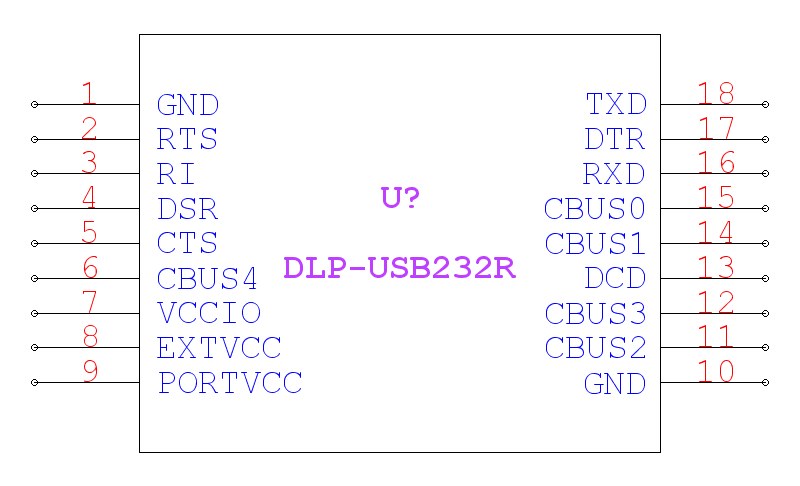 1 GND TXD 18
2 RTS DTR 17
3 RI RXD 16
U?
4 DSR CBUS0 15
5 CTS CBUS1 14
DLP-USB232R
6 CBUS4 DCD 13
7 VCCIO CBUS3 12
8 EXTVCC CBUS2 11
9 PORTVCC GND 10